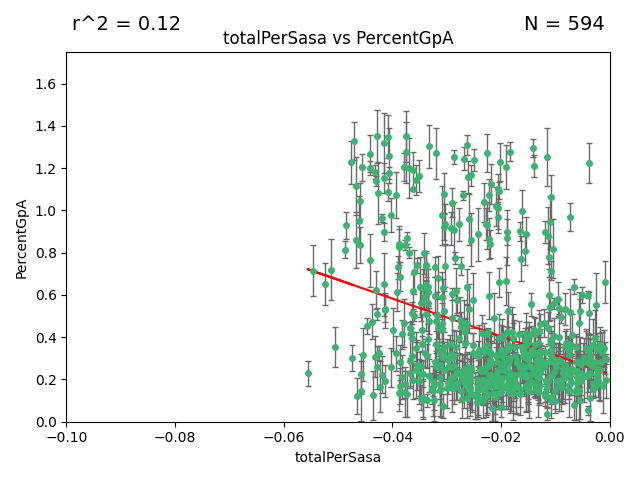 r^2 = 0.12
N = 594
totalPerSasa vs PercentGpA
PercentGpA
1.6
1.4
1.2
1.0
0.8
0.6
0.4
0.2
0.0
−0.10 −0.08 −0.06 −0.04 −0.02 0.00
totalPerSasa